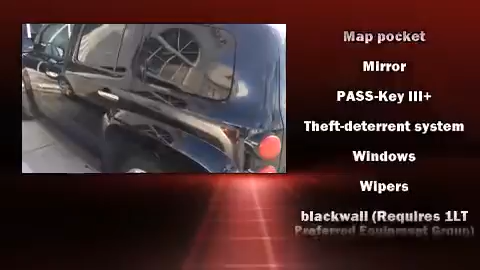 Map pocket
Mirror
PASS-Key III+
Theft-deterrent system
Windows
Wipers
blackwall (Requires 1LT
Preferred Equipment Group)